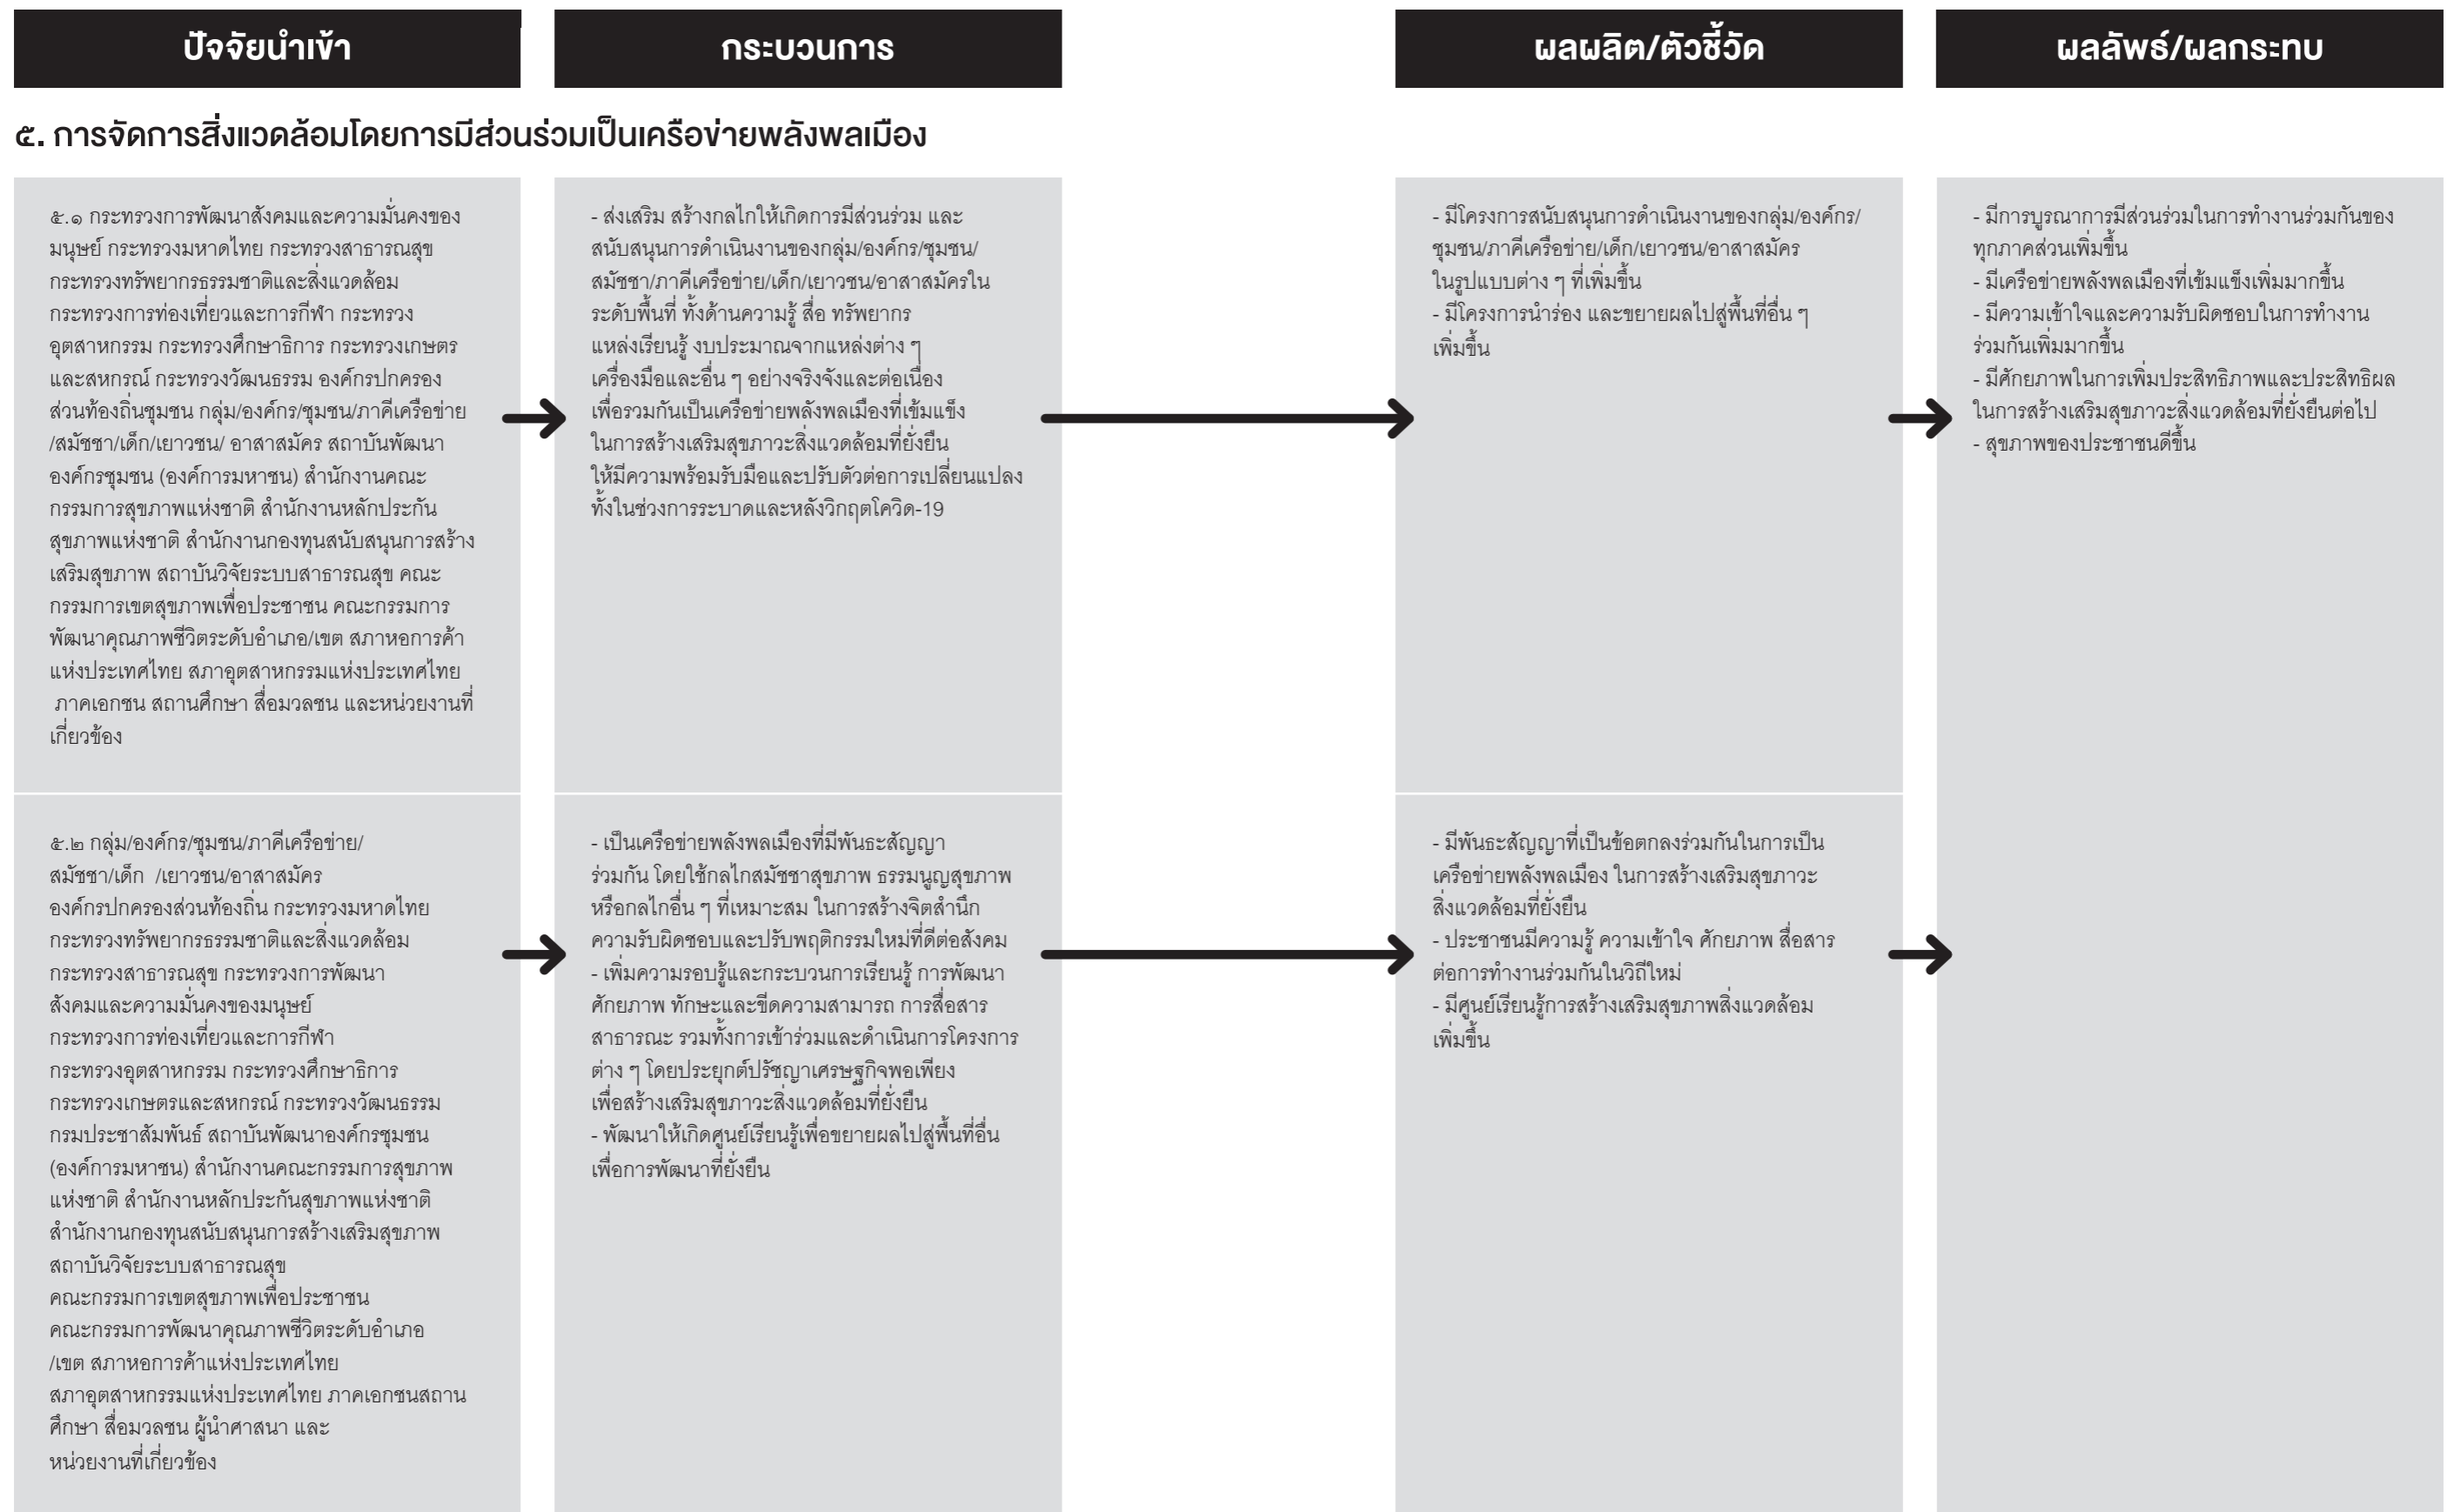 ปัจจัยนำเข้า
กระบวนการ
ผลผลิต/ตัวชี้วัด
ผลลัพธ์/ผลกระทบ
๕. การจัดการสิ่งแวดล้อมโดยการมีส่วนร่วมเป็นเครือข่ายพลังพลเมือง
๕.๑ กระทรวงการพัฒนาสังคมและความมั่นคงของ
มนุษย์ กระทรวงมหาดไทย กระทรวงสาธารณสุข
กระทรวงทรัพยากรธรรมชาติและสิ่งแวดล้อม
กระทรวงการท่องเที่ยวและการกีฬา กระทรวง
อุตสาหกรรม กระทรวงศึกษาธิการ กระทรวงเกษตร
และสหกรณ์ กระทรวงวัฒนธรรม องค์กรปกครอง
ส่วนท้องถิ่นชุมชน กลุ่ม/องค์กร/ชุมชน/ภาคีเครือข่าย
/สมัชชา/เด็ก/เยาวชน/ อาสาสมัคร สถาบันพัฒนา
องค์กรชุมชน (องค์การมหาชน) สำนักงานคณะ
กรรมการสุขภาพแห่งชาติ สำนักงานหลักประกัน
สุขภาพแห่งชาติ สำนักงานกองทุนสนับสนุนการสร้าง
เสริมสุขภาพ สถาบันวิจัยระบบสาธารณสุข คณะ
กรรมการเขตสุขภาพเพื่อประชาชน คณะกรรมการ
พัฒนาคุณภาพชีวิตระดับอำเภอ/เขต สภาหอการค้า
แห่งประเทศไทย สภาอุตสาหกรรมแห่งประเทศไทย
ภาคเอกชน สถานศึกษา สื่อมวลชน และหน่วยงานที่
เกี่ยวข้อง
- ส่งเสริม สร้างกลไกให้เกิดการมีส่วนร่วม และ
สนับสนุนการดำเนินงานของกลุ่ม/องค์กร/ชุมชน/
สมัชชา/ภาคีเครือข่าย/เด็ก/เยาวชน/อาสาสมัครใน
ระดับพื้นที่ ทั้งด้านความรู้ สื่อ ทรัพยากร
แหล่งเรียนรู้ งบประมาณจากแหล่งต่าง ๆ
เครื่องมือและอื่น ๆ อย่างจริงจังและต่อเนื่อง
เพื่อรวมกันเป็นเครือข่ายพลังพลเมืองที่เข้มแข็ง
ในการสร้างเสริมสุขภาวะสิ่งแวดล้อมที่ยั่งยืน
ให้มีความพร้อมรับมือและปรับตัวต่อการเปลี่ยนแปลง
ทั้งในช่วงการระบาดและหลังวิกฤตโควิด-19
- มีโครงการสนับสนุนการดำเนินงานของกลุ่ม/องค์กร/
ชุมชน/ภาคีเครือข่าย/เด็ก/เยาวชน/อาสาสมัคร
ในรูปแบบต่าง ๆ ที่เพิ่มขึ้น
- มีโครงการนำร่อง และขยายผลไปสู่พื้นที่อื่น ๆ
เพิ่มขึ้น
- มีการบูรณาการมีส่วนร่วมในการทำงานร่วมกันของ
ทุกภาคส่วนเพิ่มขึ้น
- มีเครือข่ายพลังพลเมืองที่เข้มแข็งเพิ่มมากขึ้น
- มีความเข้าใจและความรับผิดชอบในการทำงาน
ร่วมกันเพิ่มมากขึ้น
- มีศักยภาพในการเพิ่มประสิทธิภาพและประสิทธิผล
ในการสร้างเสริมสุขภาวะสิ่งแวดล้อมที่ยั่งยืนต่อไป
- สุขภาพของประชาชนดีขึ้น
๕.๒ กลุ่ม/องค์กร/ชุมชน/ภาคีเครือข่าย/
สมัชชา/เด็ก /เยาวชน/อาสาสมัคร
องค์กรปกครองส่วนท้องถิ่น กระทรวงมหาดไทย
กระทรวงทรัพยากรธรรมชาติและสิ่งแวดล้อม
กระทรวงสาธารณสุข กระทรวงการพัฒนา
สังคมและความมั่นคงของมนุษย์
กระทรวงการท่องเที่ยวและการกีฬา
กระทรวงอุตสาหกรรม กระทรวงศึกษาธิการ
กระทรวงเกษตรและสหกรณ์ กระทรวงวัฒนธรรม
กรมประชาสัมพันธ์ สถาบันพัฒนาองค์กรชุมชน
(องค์การมหาชน) สำนักงานคณะกรรมการสุขภาพ
แห่งชาติ สำนักงานหลักประกันสุขภาพแห่งชาติ
สำนักงานกองทุนสนับสนุนการสร้างเสริมสุขภาพ
สถาบันวิจัยระบบสาธารณสุข
คณะกรรมการเขตสุขภาพเพื่อประชาชน
คณะกรรมการพัฒนาคุณภาพชีวิตระดับอำเภอ
/เขต สภาหอการค้าแห่งประเทศไทย
สภาอุตสาหกรรมแห่งประเทศไทย ภาคเอกชนสถาน
ศึกษา สื่อมวลชน ผู้นำศาสนา และ
หน่วยงานที่เกี่ยวข้อง
- เป็นเครือข่ายพลังพลเมืองที่มีพันธะสัญญา
ร่วมกัน โดยใช้กลไกสมัชชาสุขภาพ ธรรมนูญสุขภาพ
หรือกลไกอื่น ๆ ที่เหมาะสม ในการสร้างจิตสำนึก
ความรับผิดชอบและปรับพฤติกรรมใหม่ที่ดีต่อสังคม
- เพิ่มความรอบรู้และกระบวนการเรียนรู้ การพัฒนา
ศักยภาพ ทักษะและขีดความสามารถ การสื่อสาร
สาธารณะ รวมทั้งการเข้าร่วมและดำเนินการโครงการ
ต่าง ๆ โดยประยุกต์ปรัชญาเศรษฐกิจพอเพียง
เพื่อสร้างเสริมสุขภาวะสิ่งแวดล้อมที่ยั่งยืน
- พัฒนาให้เกิดศูนย์เรียนรู้เพื่อขยายผลไปสู่พื้นที่อื่น
เพื่อการพัฒนาที่ยั่งยืน
- มีพันธะสัญญาที่เป็นข้อตกลงร่วมกันในการเป็น
เครือข่ายพลังพลเมือง ในการสร้างเสริมสุขภาวะ
สิ่งแวดล้อมที่ยั่งยืน
- ประชาชนมีความรู้ ความเข้าใจ ศักยภาพ สื่อสาร
ต่อการทำงานร่วมกันในวิถีใหม่
- มีศูนย์เรียนรู้การสร้างเสริมสุขภาพสิ่งแวดล้อม
เพิ่มขึ้น